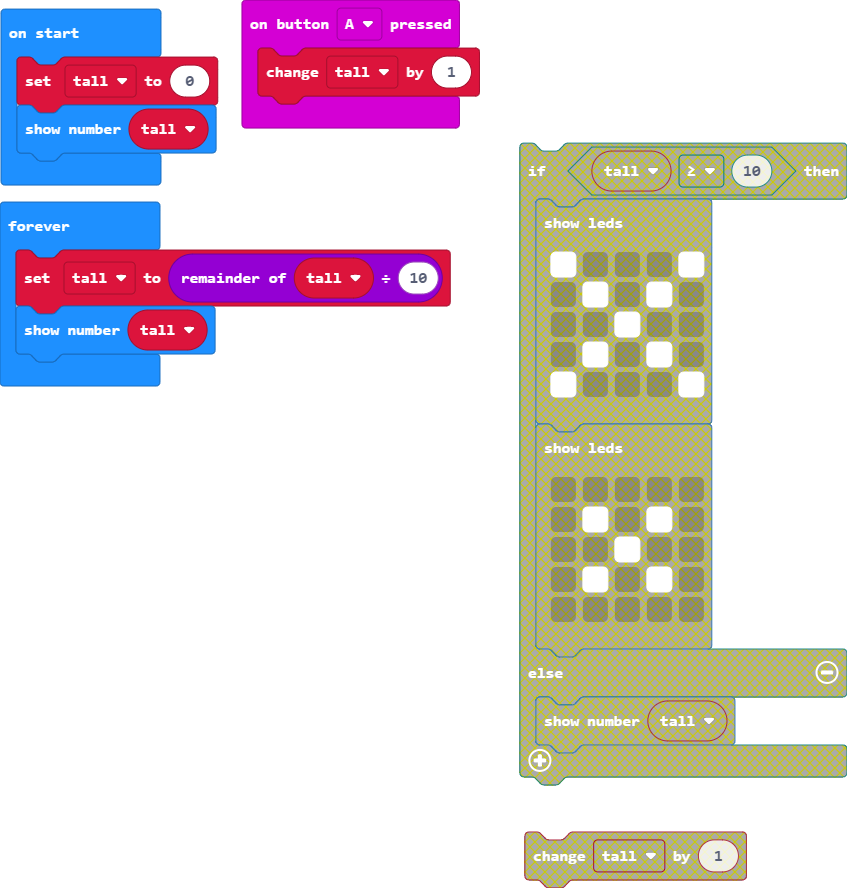 on start
set tall to 0
show number tall
on button A pressed
change tall by 1
forever
set tall to remainder of tall ÷ 10
show number tall
if tall ≥ 10 then
show leds
show leds
else
show number tall
change tall by 1